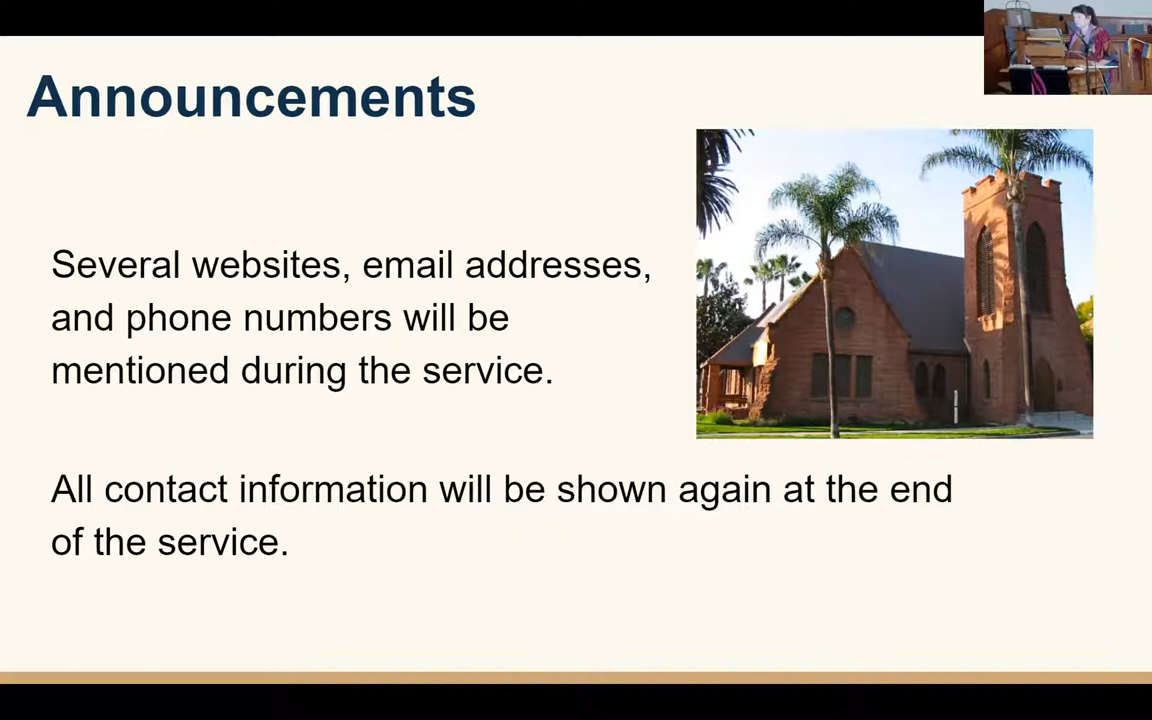 Announcements
Several websites, email addresses,
and phone numbers will be
mentioned during the service.
All contact information will be shown again at the end
of the service.